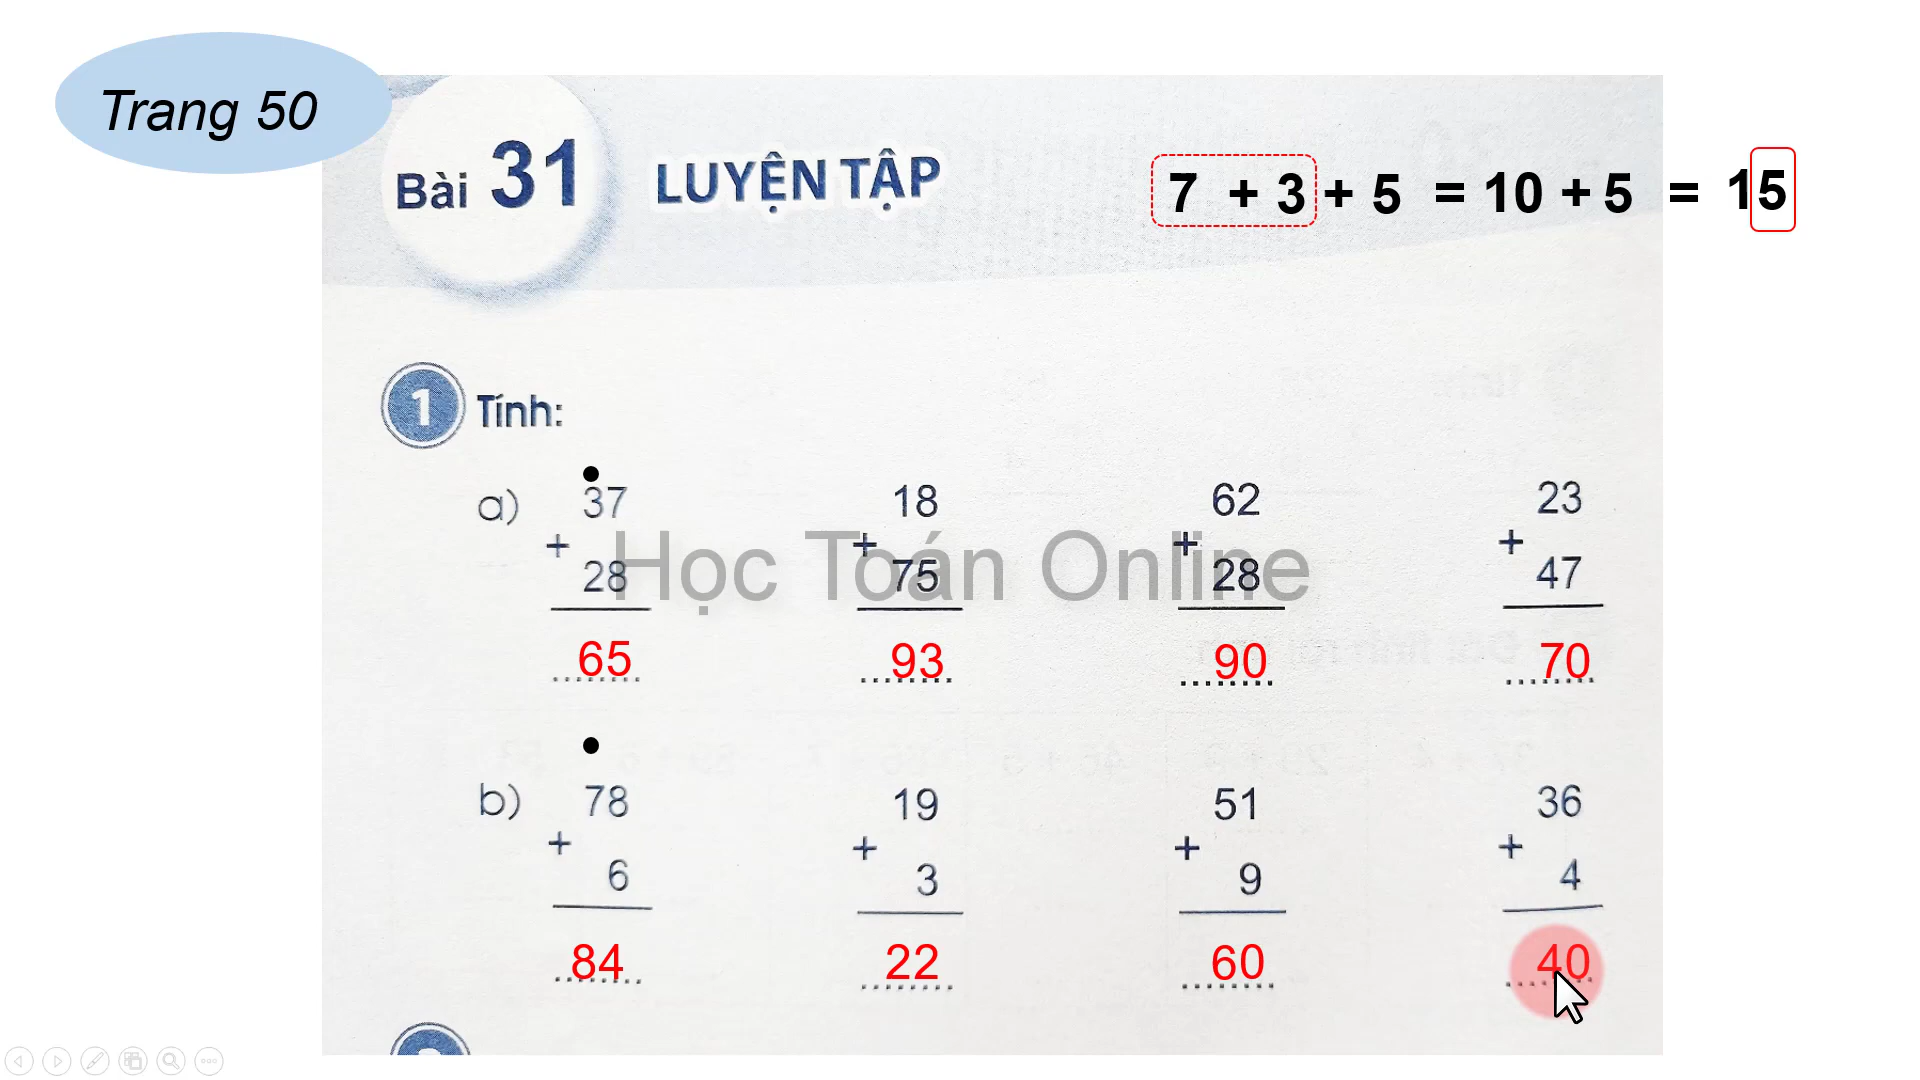 Trang 50
Bài 31 LUYỆN TẬP
7 + 3 + 5 = 10 + 5 = 15
1 Tính:
a) 37 18 62 23
+ + + +
28 75 28 47
Học Toán Online
65 93 90 70
b) 78 19 51 36
+ + + +
6 3 9 4
84 22 60 40